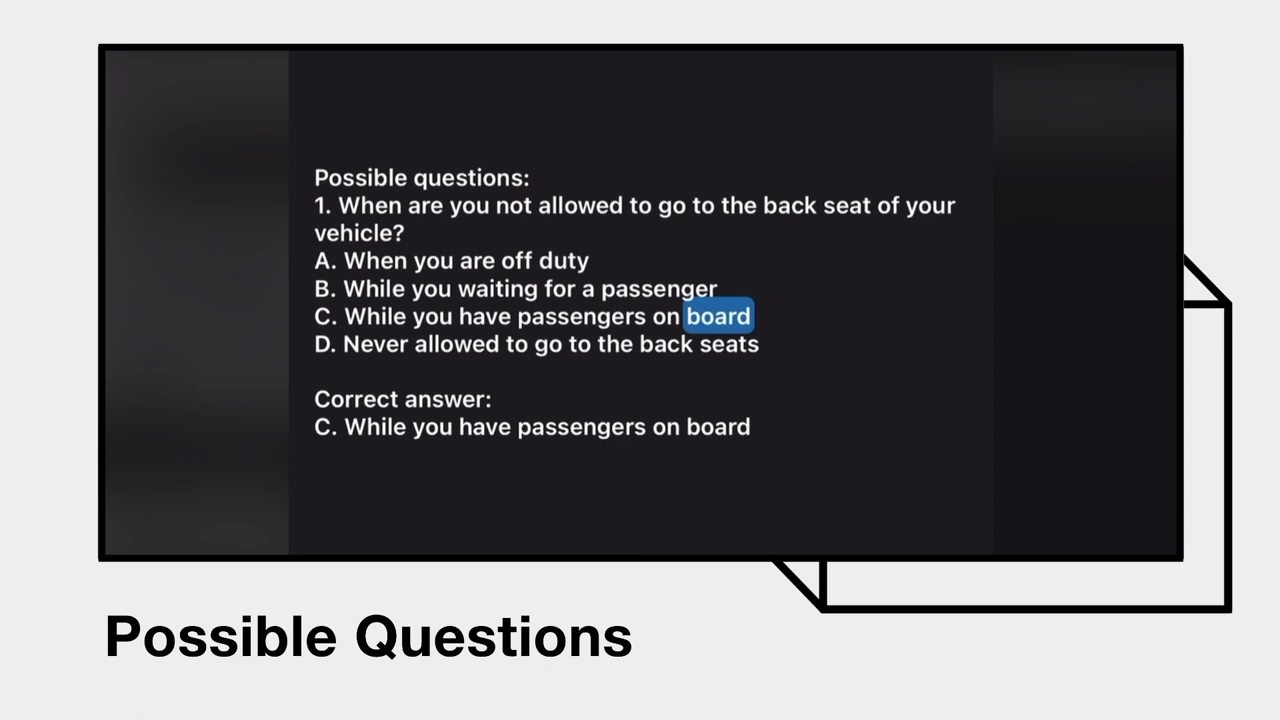 Possible questions:
1. When are you not allowed to go to the back seat of your
vehicle?
A. When you are off duty
B. While you waiting for a passenger
C. While you have passengers on board
D. Never allowed to go to the back seats
Correct answer:
C. While you have passengers on board
Possible Questions